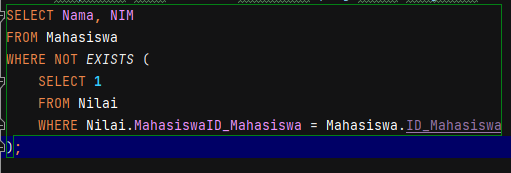 SELECT Nama, NIM
FROM Mahasiswa
WHERE NOT EXISTS (
    SELECT 1
    FROM Nilai
    WHERE Nilai.MahasiswaID_Mahasiswa = Mahasiswa.ID_Mahasiswa
);